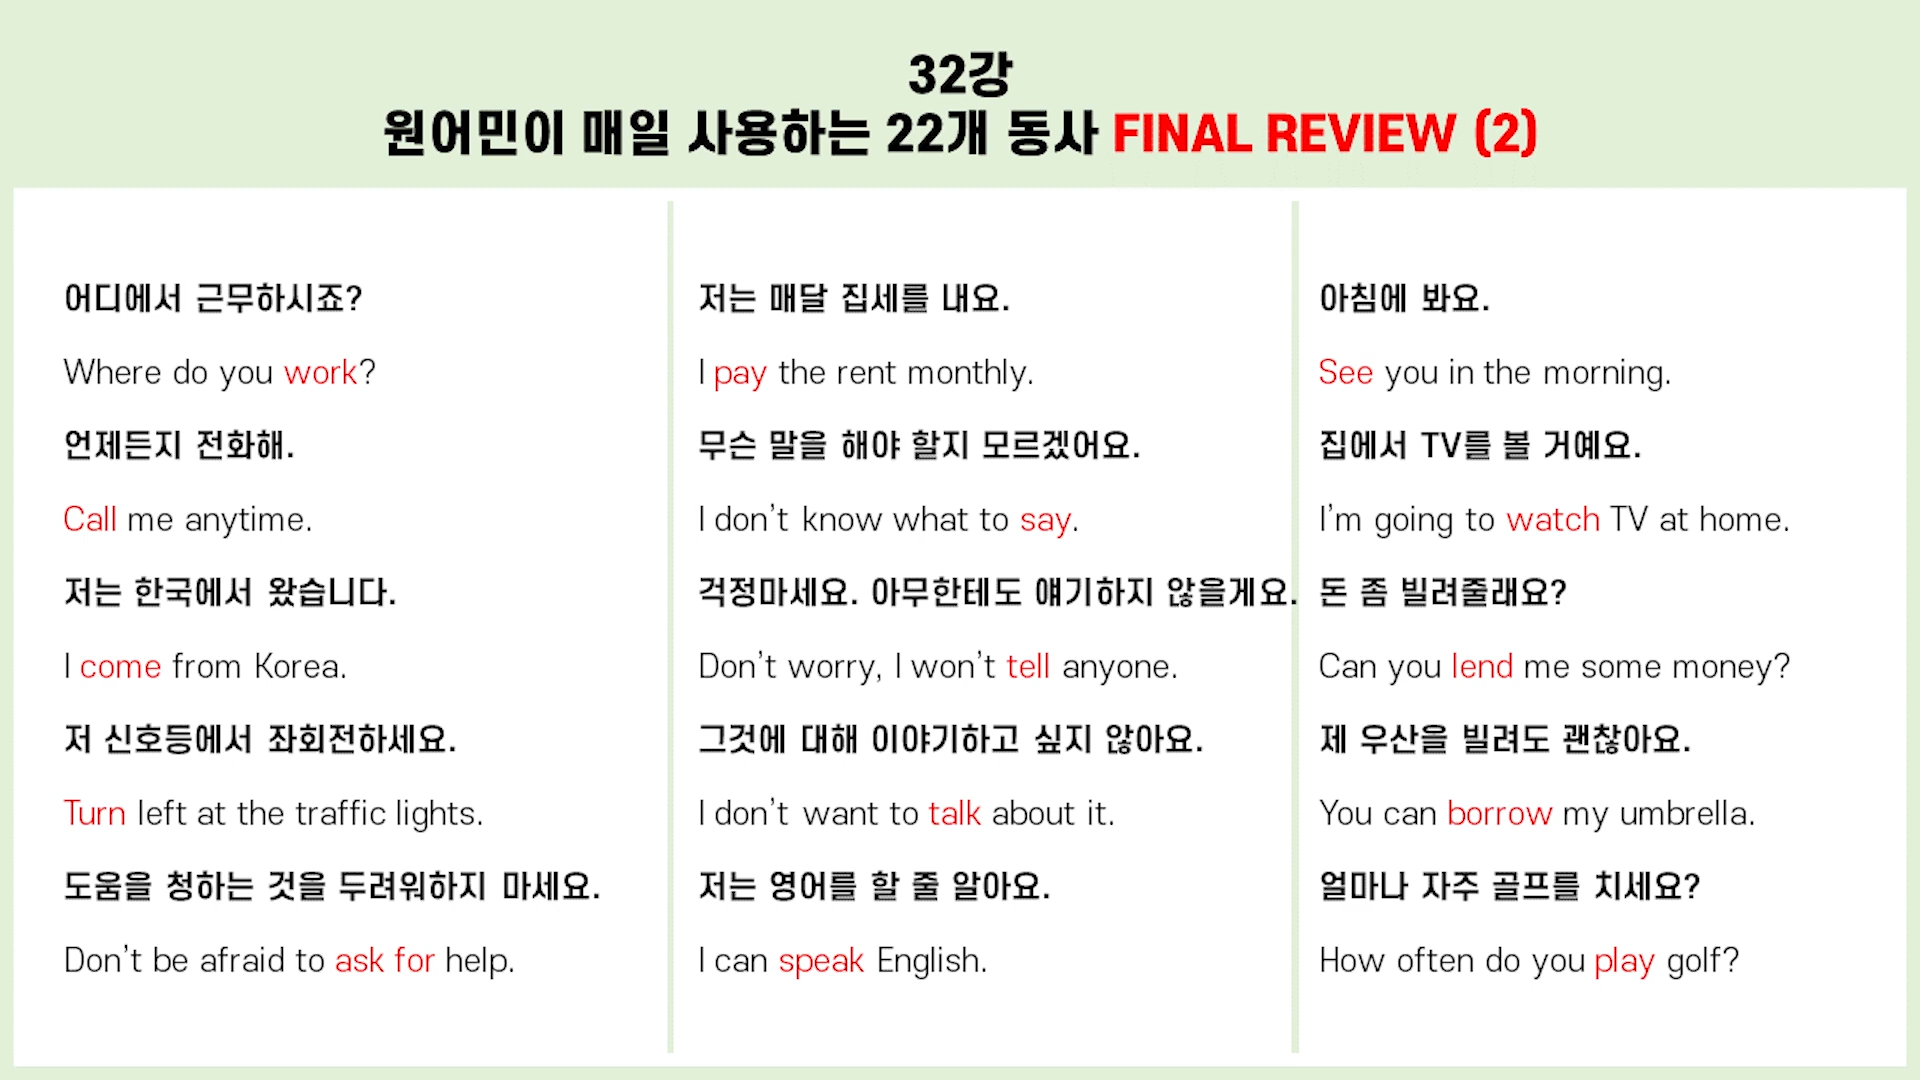 32강
원어민이 매일 사용하는 22개 동사 FINAL REVIEW (2)
어디에서 근무하시죠?
Where do you work?
언제든지 전화해.
Call me anytime.
저는 한국에서 왔습니다.
I come from Korea.
저 신호등에서 좌회전하세요.
Turn left at the traffic lights.
도움을 청하는 것을 두려워하지 마세요.
Don't be afraid to ask for help.
저는 매달 집세를 내요.
I pay the rent monthly.
무슨 말을 해야 할지 모르겠어요.
I don't know what to say.
걱정마세요. 아무한테도 얘기하지 않을게요.
Don't worry, I won't tell anyone.
그것에 대해 이야기하고 싶지 않아요.
I don't want to talk about it.
저는 영어를 할 줄 알아요.
I can speak English.
아침에 봐요.
See you in the morning.
집에서 TV를 볼 거예요.
I'm going to watch TV at home.
돈 좀 빌려줄래요?
Can you lend me some money?
제 우산을 빌려도 괜찮아요.
You can borrow my umbrella.
얼마나 자주 골프를 치세요?
How often do you play golf?